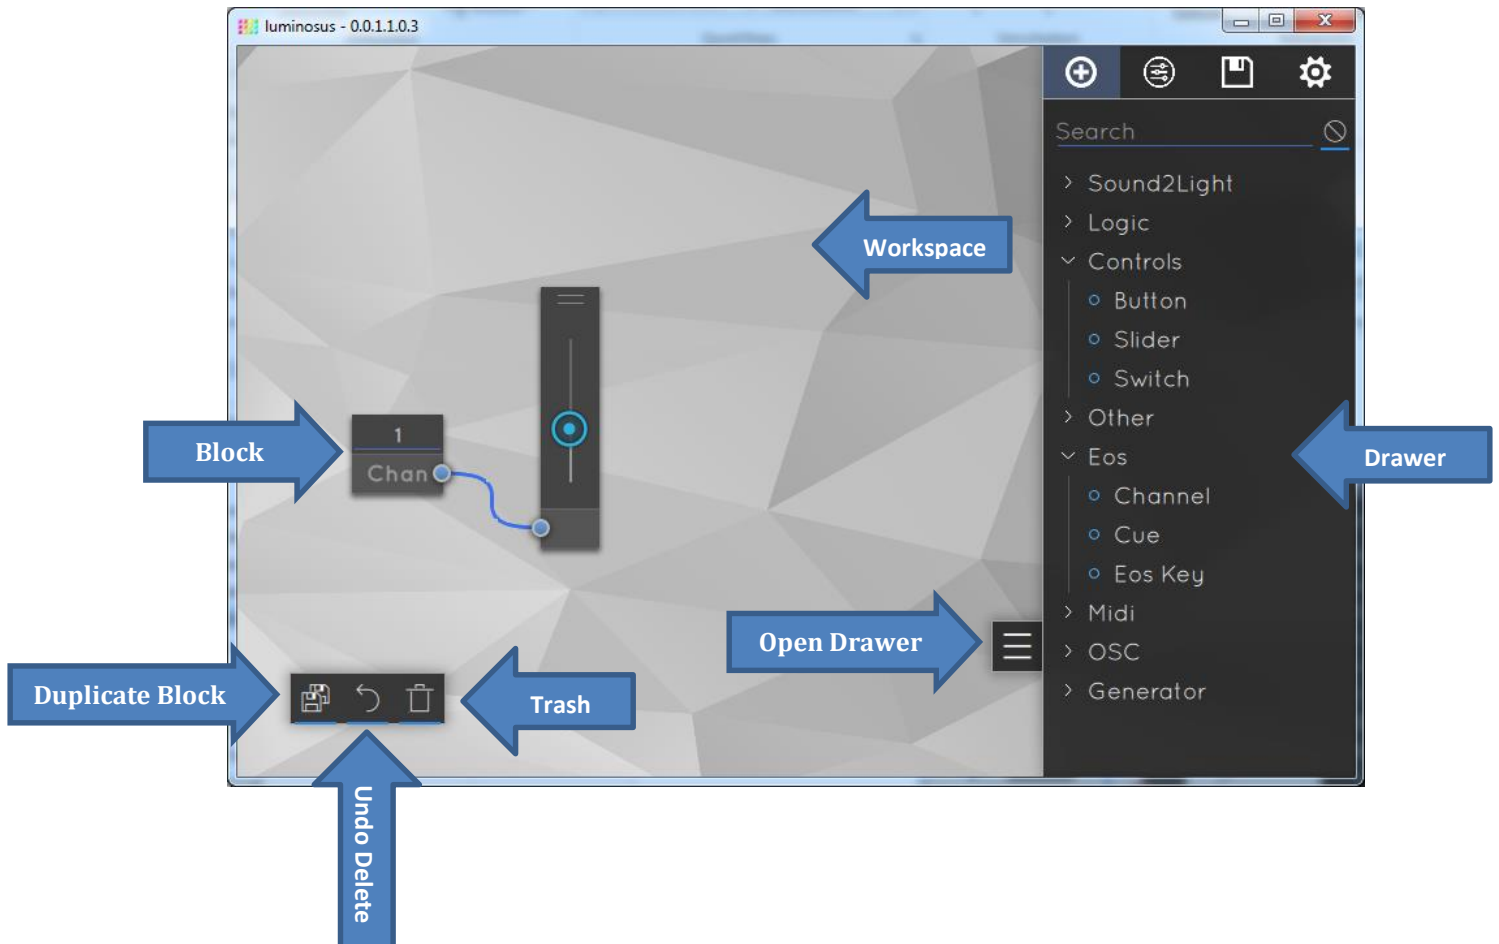 luminosus - 0.0.1.1.0.3
Search
Sound2Light
Logic
Controls
Button
Slider
Switch
Other
Eos
Channel
Cue
Eos Key
Midi
OSC
Generator
Workspace
1
Chan
Block
Drawer
Open Drawer
Duplicate Block
Trash
Undo Delete